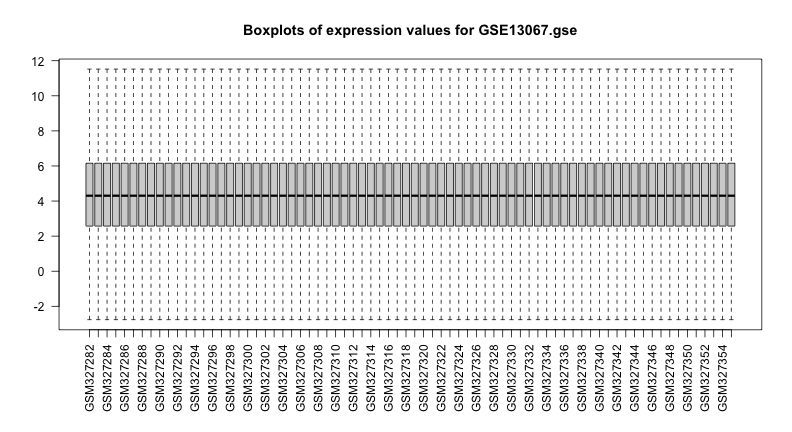 Boxplots of expression values for GSE13067.gse
12
10
8
6
4
2
0
-2
GSM327282
GSM327284
GSM327286
GSM327288
GSM327290
GSM327292
GSM327294
GSM327296
GSM327298
GSM327300
GSM327302
GSM327304
GSM327306
GSM327308
GSM327310
GSM327312
GSM327314
GSM327316
GSM327318
GSM327320
GSM327322
GSM327324
GSM327326
GSM327328
GSM327330
GSM327332
GSM327334
GSM327336
GSM327338
GSM327340
GSM327342
GSM327344
GSM327346
GSM327348
GSM327350
GSM327352
GSM327354